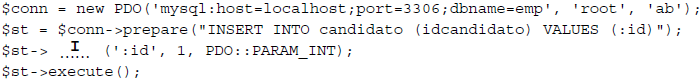 $conn = new PDO('mysql:host=localhost;port=3306;dbname=emp', 'root', 'ab');
$st = $conn->prepare("INSERT INTO candidato (idcandidato) VALUES (:id)");
$st-> ..I.. (':id', 1, PDO::PARAM_INT);
$st->execute();